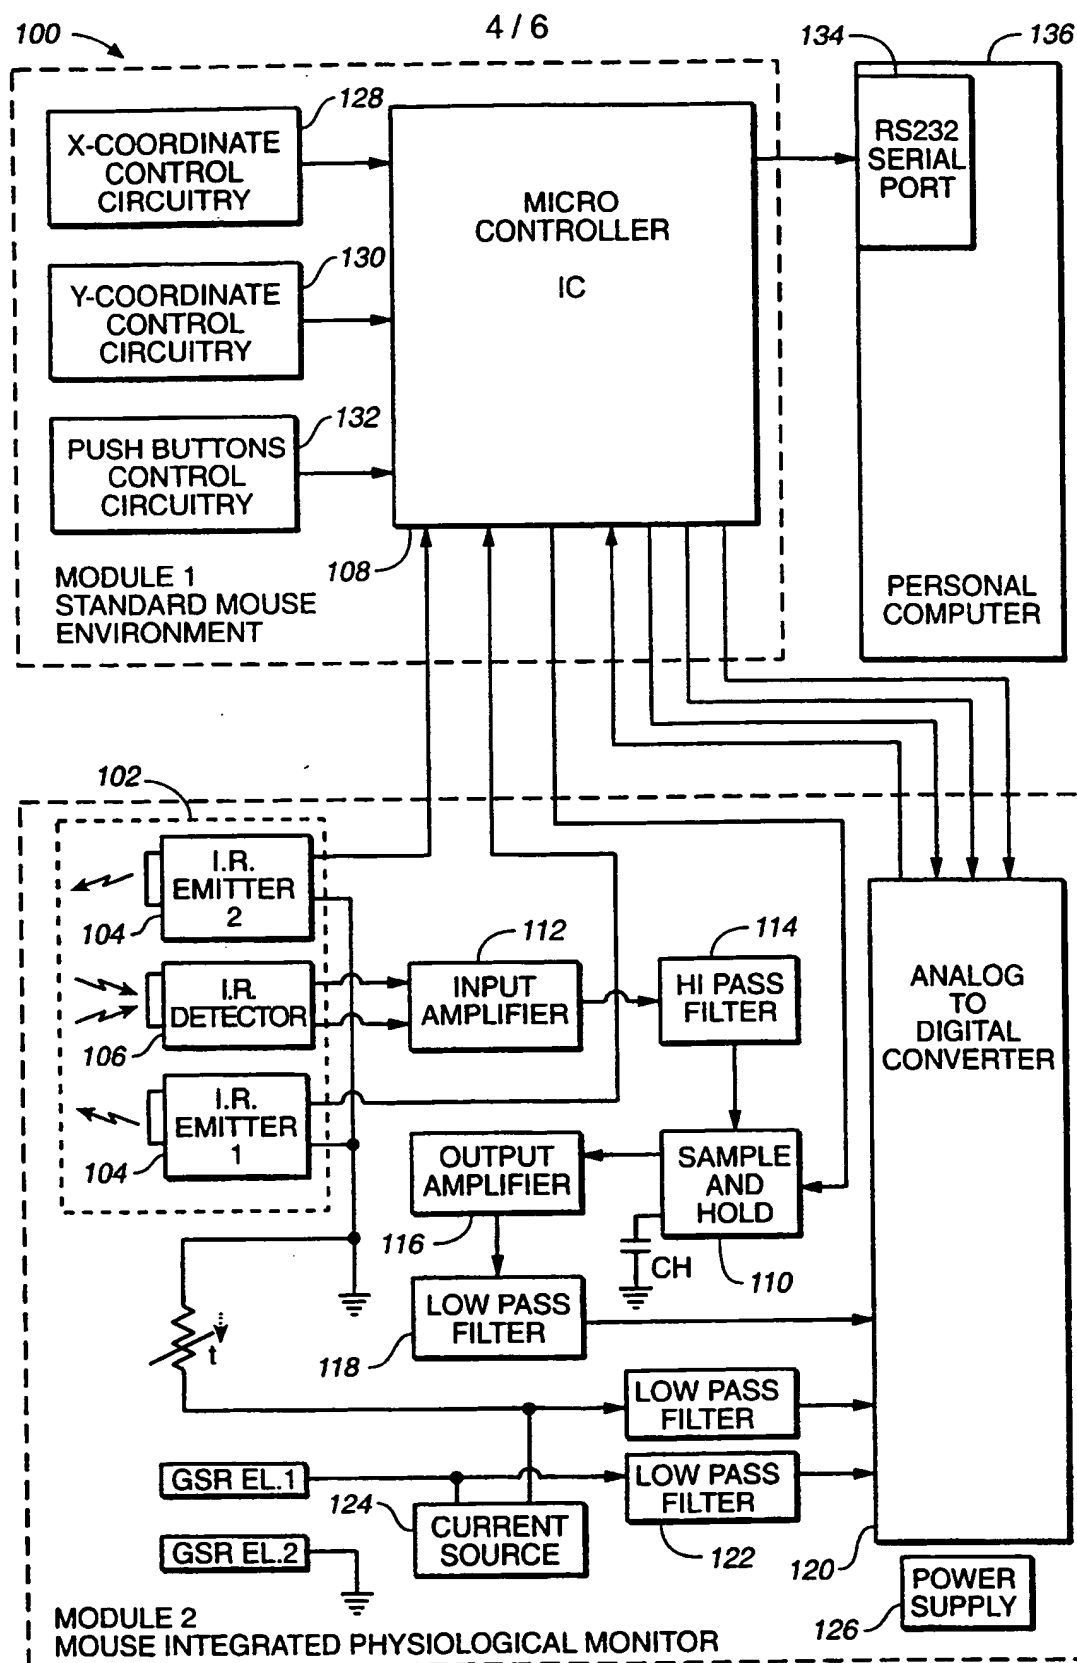 4 / 6
100
134
136
128
X-COORDINATE
CONTROL
CIRCUITRY
MICRO
CONTROLLER
IC
RS232
SERIAL
PORT
130
Y-COORDINATE
CONTROL
CIRCUITRY
132
PUSH BUTTONS
CONTROL
CIRCUITRY
108
MODULE 1
STANDARD MOUSE
ENVIRONMENT
PERSONAL
COMPUTER
102
I.R.
EMITTER
2
104
112
114
I.R.
DETECTOR
106
INPUT
AMPLIFIER
HI PASS
FILTER
ANALOG
TO
DIGITAL
CONVERTER
I.R.
EMITTER
1
104
OUTPUT
AMPLIFIER
116
SAMPLE
AND
HOLD
CH
110
LOW PASS
FILTER
118
t
LOW PASS
FILTER
GSR EL.1
LOW PASS
FILTER
124
CURRENT
SOURCE
122
GSR EL.2
120
POWER
SUPPLY
126
MODULE 2
MOUSE INTEGRATED PHYSIOLOGICAL MONITOR